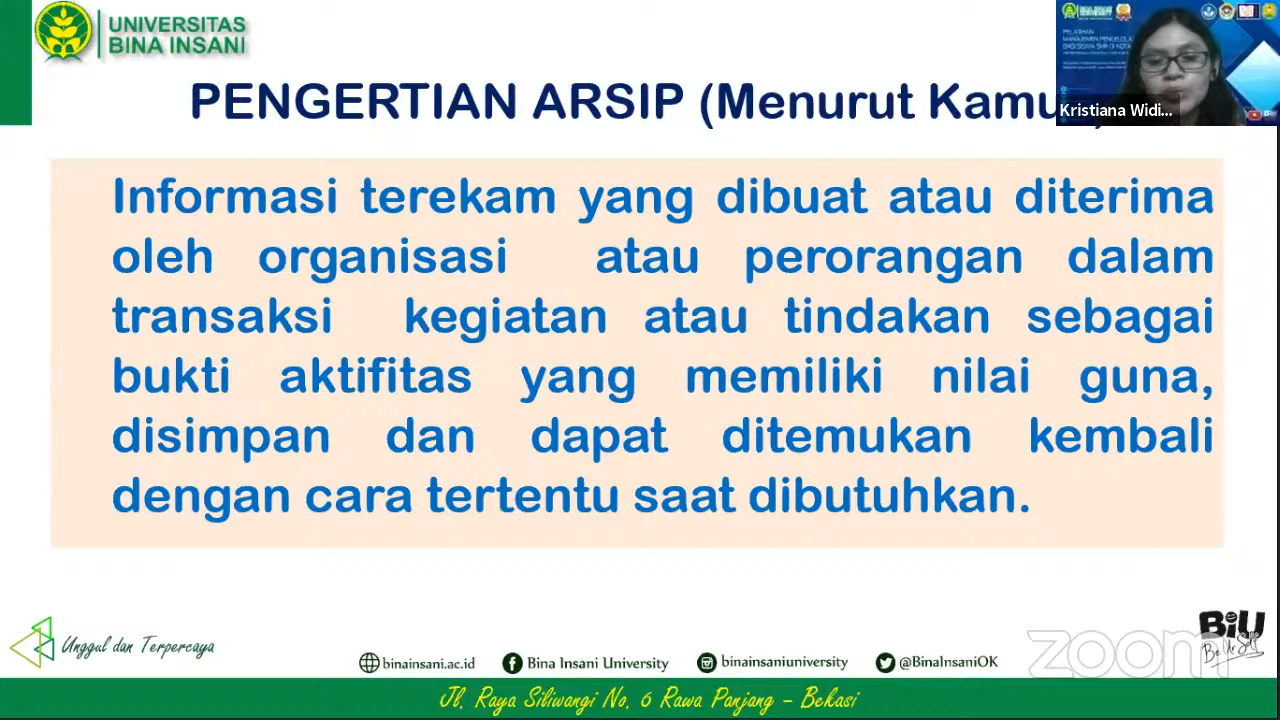 UNIVERSITAS
BINA INSANI
PENGERTIAN ARSIP (Menurut
Kristiana Widi...
Informasi terekam yang dibuat atau diterima
oleh organisasi atau perorangan dalam
transaksi kegiatan atau tindakan sebagai
bukti aktifitas yang memiliki nilai guna,
disimpan dan dapat ditemukan kembali
dengan cara tertentu saat dibutuhkan.
Unggul dan Terpercaya
binainsani.ac.id
Bina Insani University
binainsaniuniversity
@BinaInsaniOK
BiU
Be Ur Self
zoom
Jl. Raya Siliwangi No. 6 Rawa Panjang – Bekasi